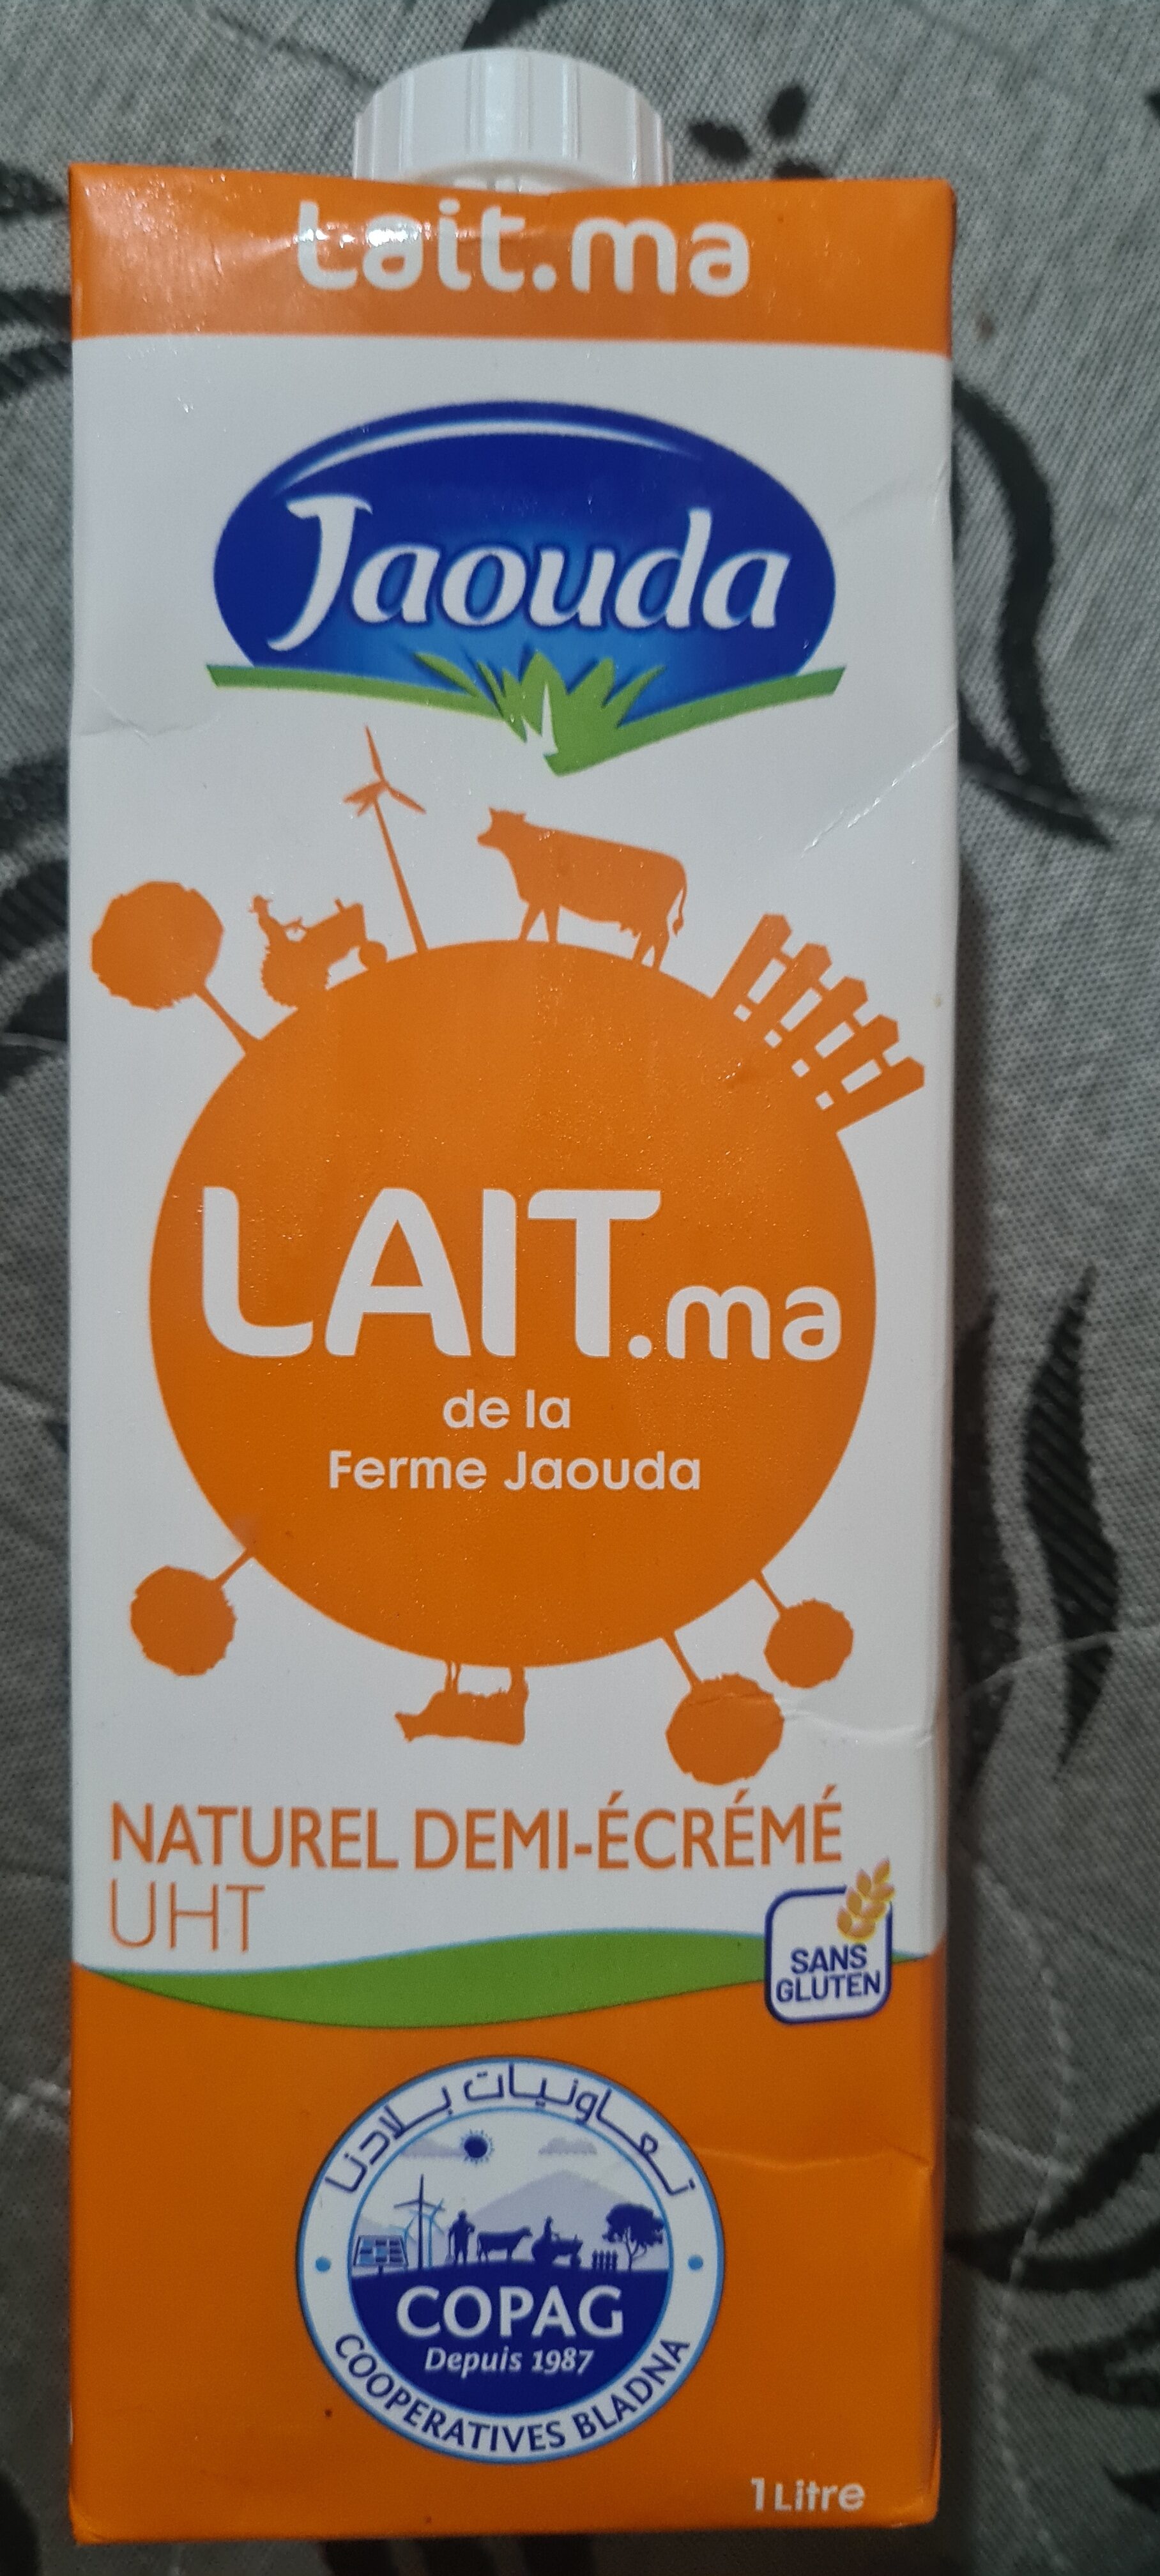 Lait.ma
Jaouda
LAIT.ma
de la
Ferme Jaouda
NATUREL DEMI-ÉCRÉMÉ
UHT
SANS
GLUTEN
تعاونيات بلادنا
COPAG
Depuis 1987
COOPERATIVES BLADNA
1 Litre